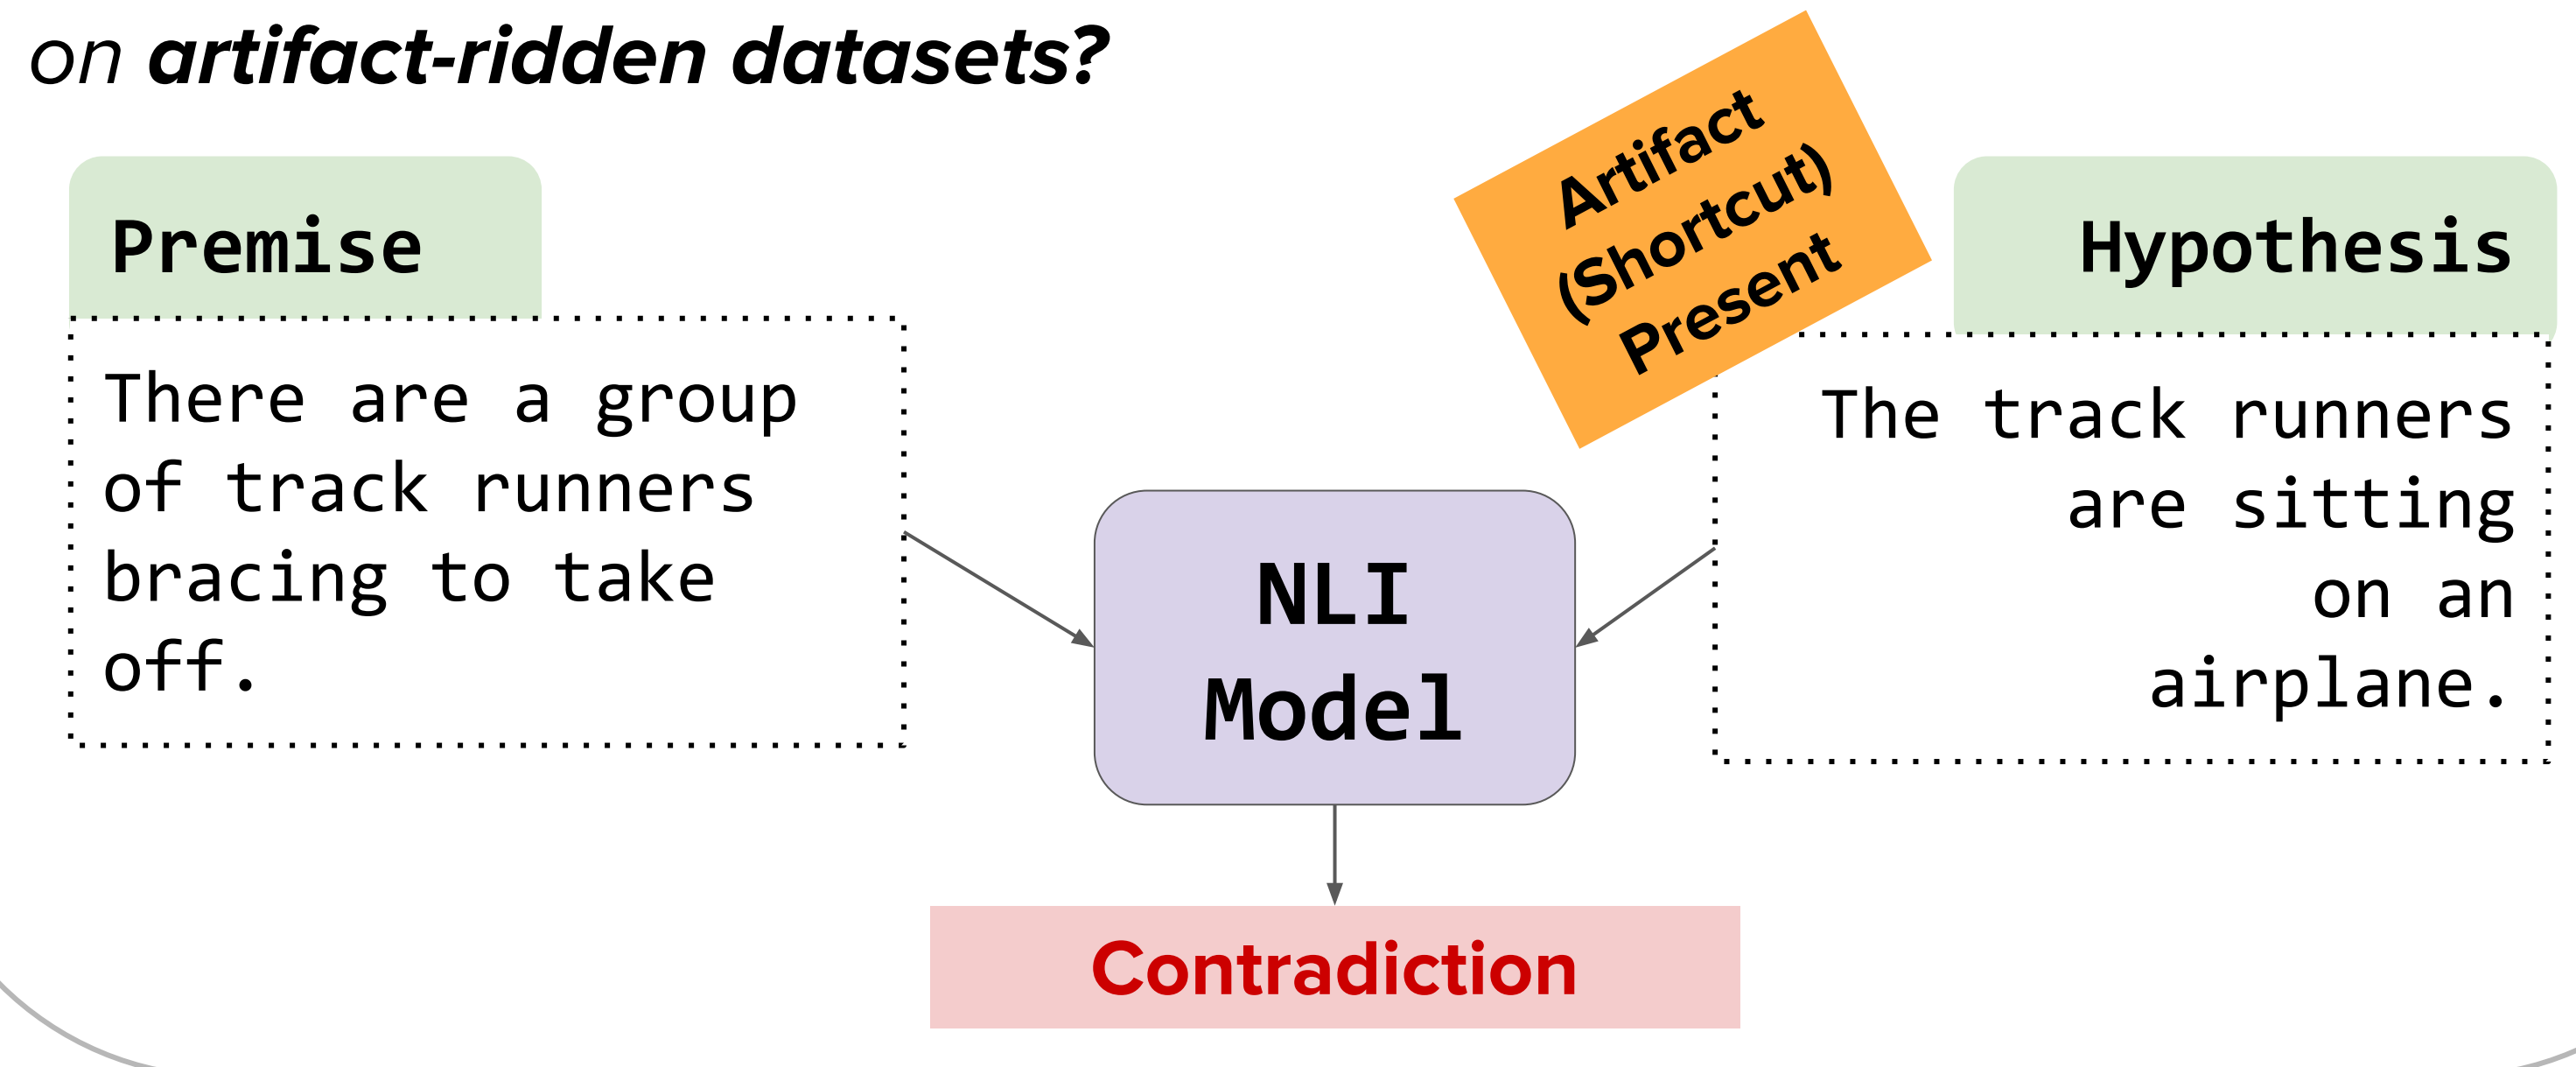 on artifact-ridden datasets?
Premise
There are a group
of track runners
bracing to take
off.
Artifact
(Shortcut)
Present
Hypothesis
The track runners
are sitting
on an
airplane.
NLI
Model
Contradiction